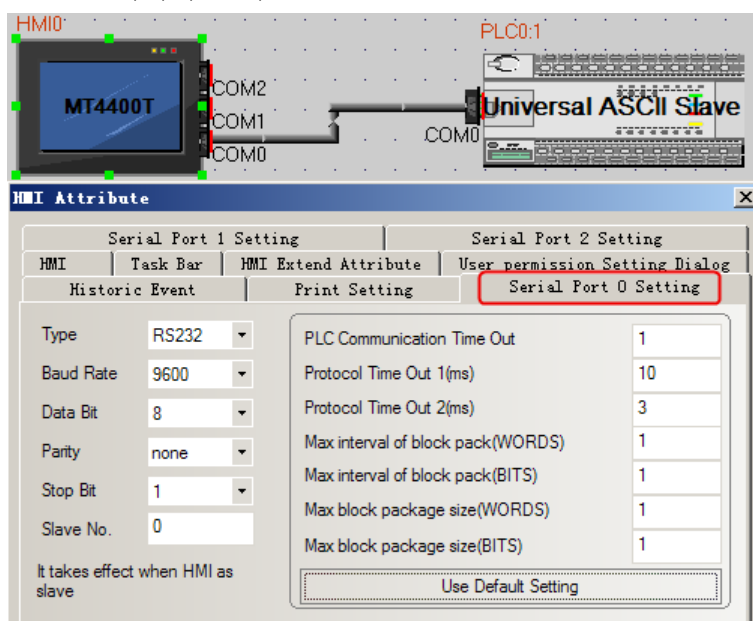 HMI0
PLC0:1
MT4400T
COM2
COM1
COM0
COM0
Universal ASCII Slave
HMI Attribute
Serial Port 1 Setting
Serial Port 2 Setting
HMI
Task Bar
HMI Extend Attribute
User permission Setting Dialog
Historic Event
Print Setting
Serial Port 0 Setting
Type RS232
Baud Rate 9600
Data Bit 8
Parity none
Stop Bit 1
Slave No. 0
It takes effect when HMI as
slave
PLC Communication Time Out 1
Protocol Time Out 1(ms) 10
Protocol Time Out 2(ms) 3
Max interval of block pack(WORDS) 1
Max interval of block pack(BITS) 1
Max block package size(WORDS) 1
Max block package size(BITS) 1
Use Default Setting